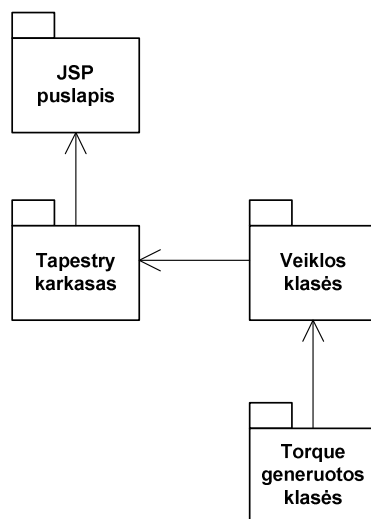 JSP
puslapis
Tapestry
karkasas
Veiklos
klasės
Torque
generuotos
klasės